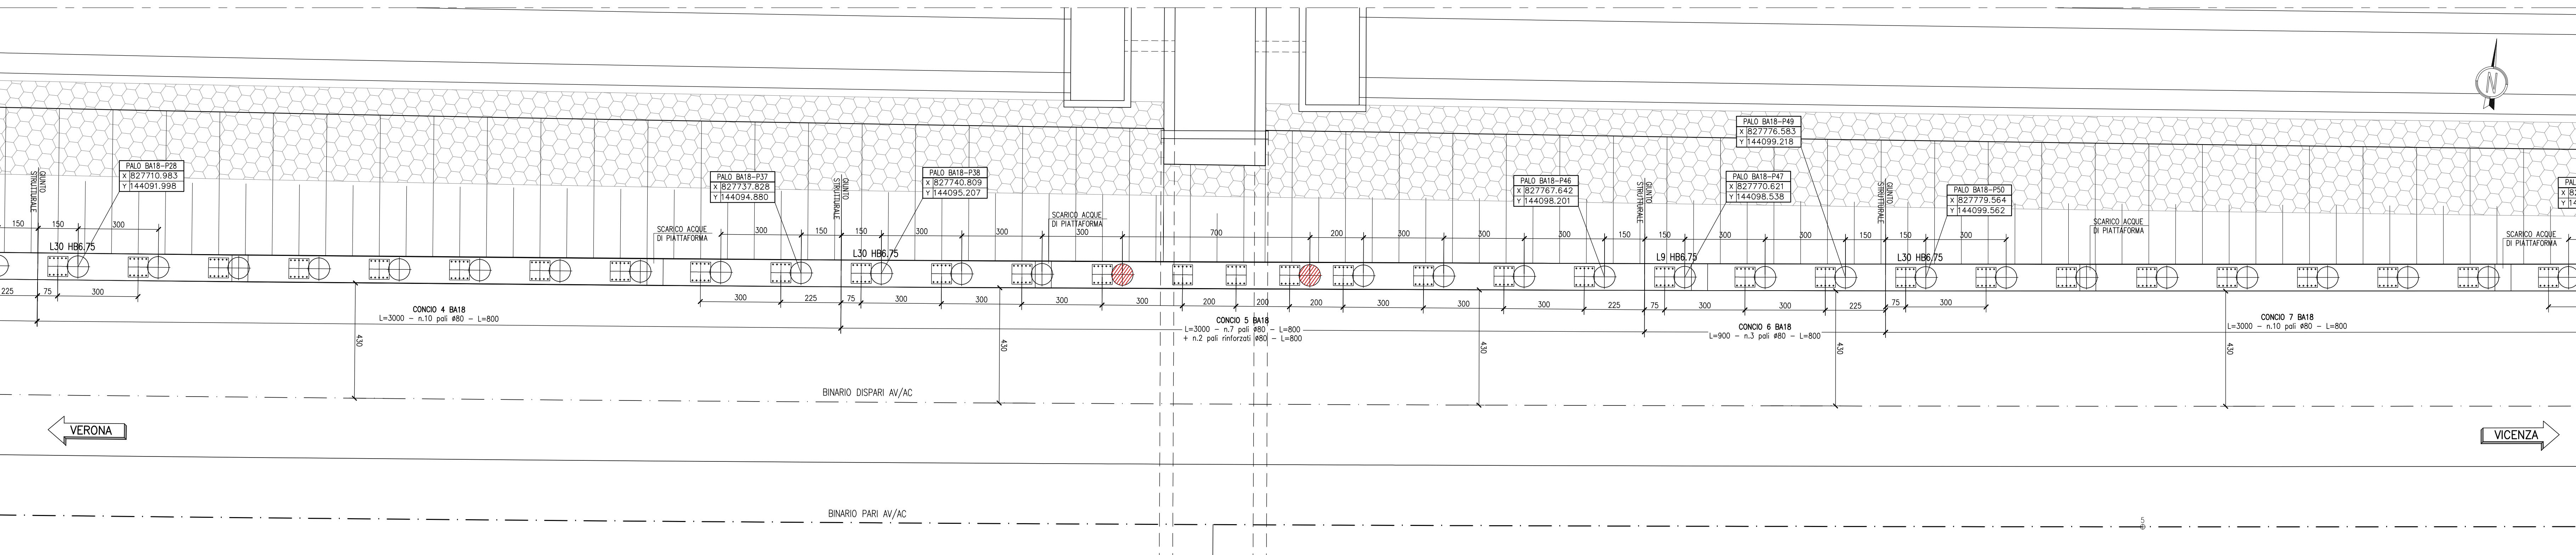 PALO BA18-P28
X 827710.983
Y 144091.998
PALO BA18-P37
X 827737.828
Y 144094.880
PALO BA18-P38
X 827740.809
Y 144095.207
PALO BA18-P46
X 827767.642
Y 144098.201
PALO BA18-P49
X 827776.583
Y 144099.218
PALO BA18-P47
X 827770.621
Y 144098.538
PALO BA18-P50
X 827779.564
Y 144099.562
N
GIUNTO
STRUTTURALE
GIUNTO
STRUTTURALE
GIUNTO
STRUTTURALE
GIUNTO
STRUTTURALE
SCARICO ACQUE
DI PIATTAFORMA
SCARICO ACQUE
DI PIATTAFORMA
SCARICO ACQUE
DI PIATTAFORMA
SCARICO ACQUE
DI PIATTAFORMA
150 150 300 300 150 150 300 300 300 700 200 300 300 300 150 150 300 300 150 150 300
L30 HB6.75
L30 HB6.75
L9 HB6.75
L30 HB6.75
225 75 300 300 225 75 300 300 300 300 200 200 200 300 300 300 225 75 300 300 225 75 300
CONCIO 4 BA18
L=3000 - n.10 pali ø80 - L=800
CONCIO 5 BA18
L=3000 - n.7 pali ø80 - L=800
+ n.2 pali rinforzati ø80 - L=800
CONCIO 6 BA18
L=900 - n.3 pali ø80 - L=800
CONCIO 7 BA18
L=3000 - n.10 pali ø80 - L=800
430
430
430
430
430
BINARIO DISPARI AV/AC
VERONA
VICENZA
BINARIO PARI AV/AC